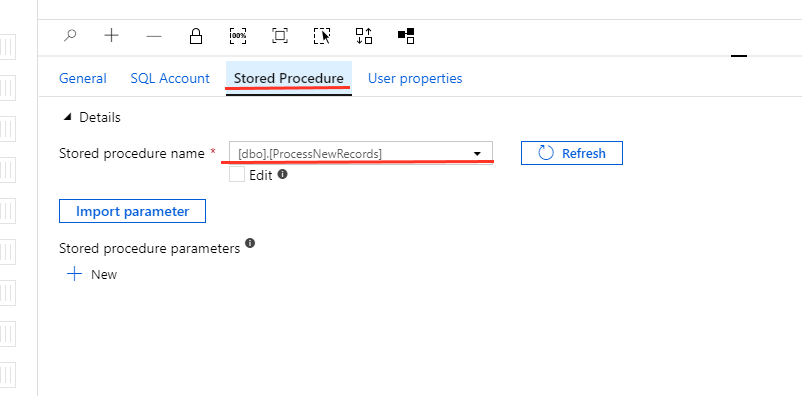 100%
General SQL Account Stored Procedure User properties
Details
Stored procedure name * [dbo].[ProcessNewRecords] Refresh
Edit
Import parameter
Stored procedure parameters
+ New